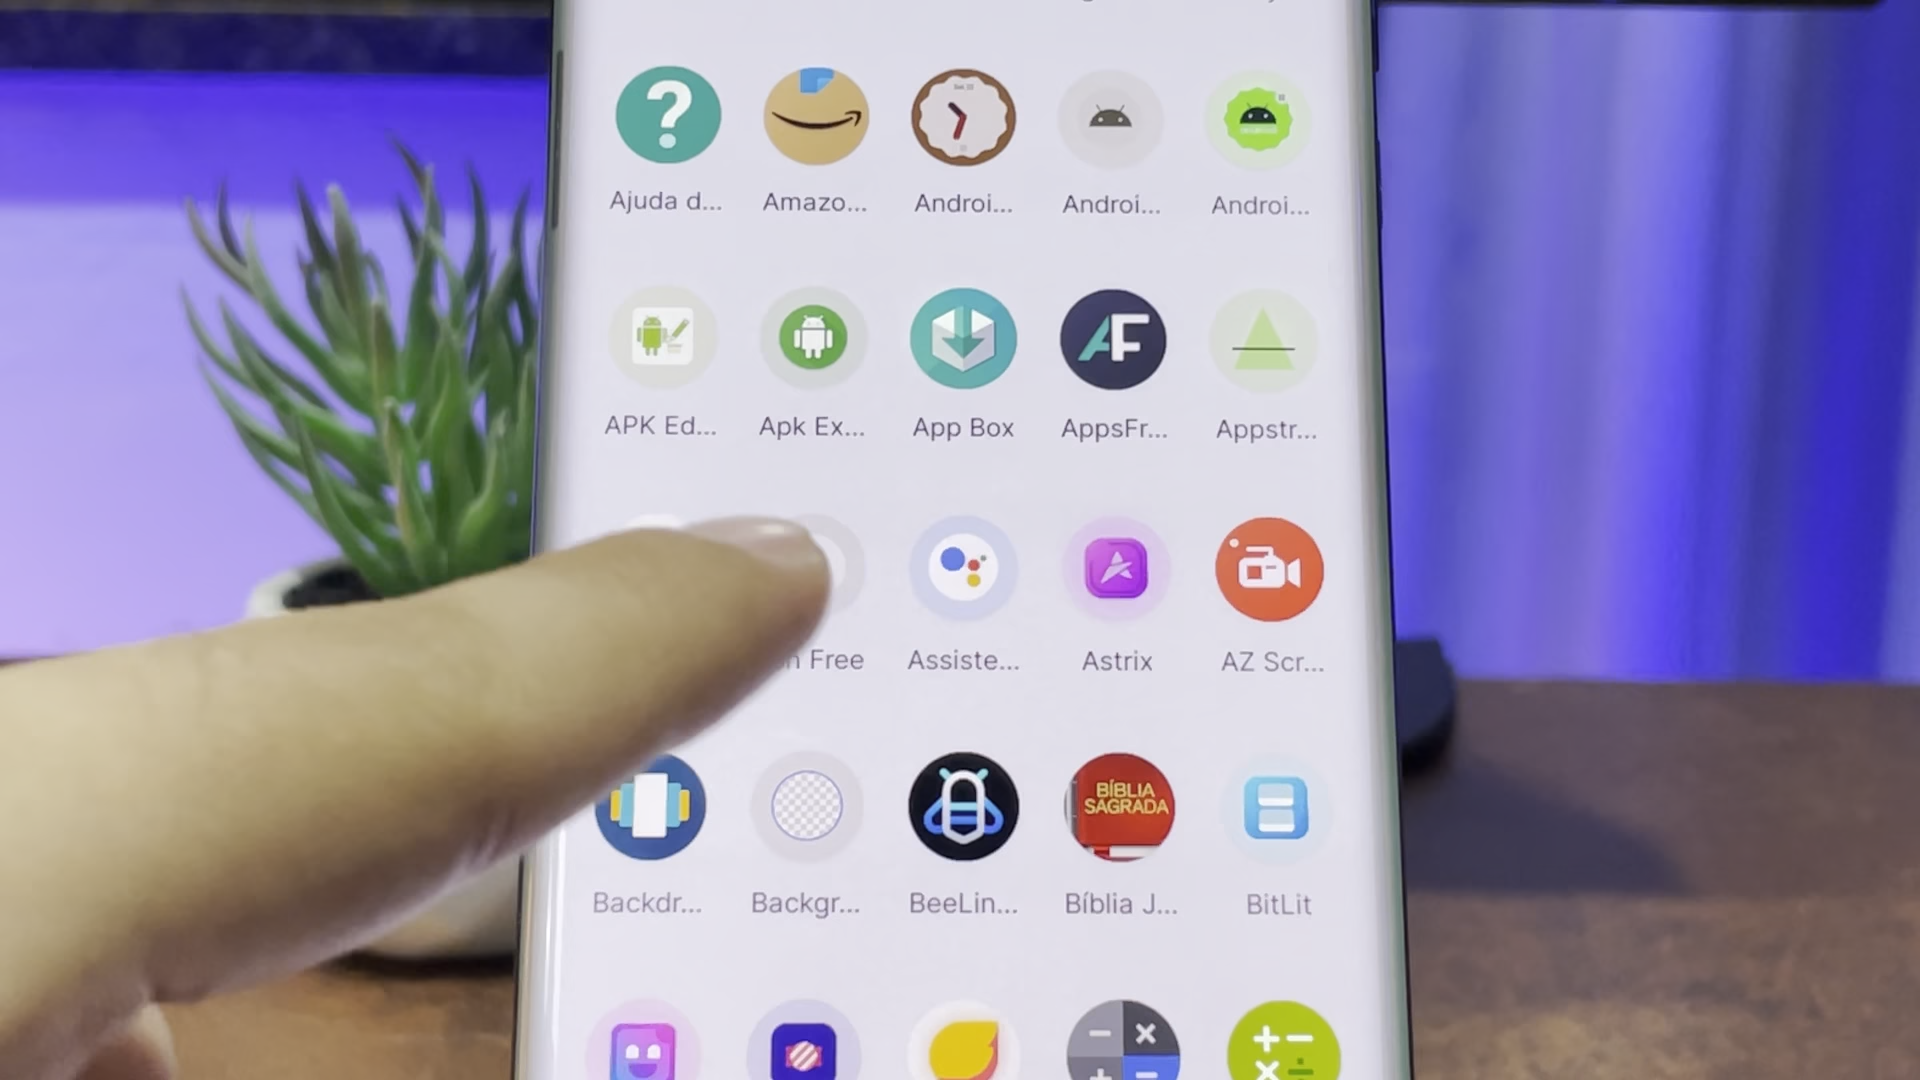 Ajuda d... Amazo... Androi... Androi... Androi...
AF
APK Ed... Apk Ex... App Box AppsFr... Appstr...
Free Assiste... Astrix AZ Scr...
BÍBLIA
SAGRADA
Backdr... Backgr... BeeLin... Bíblia J... BitLit